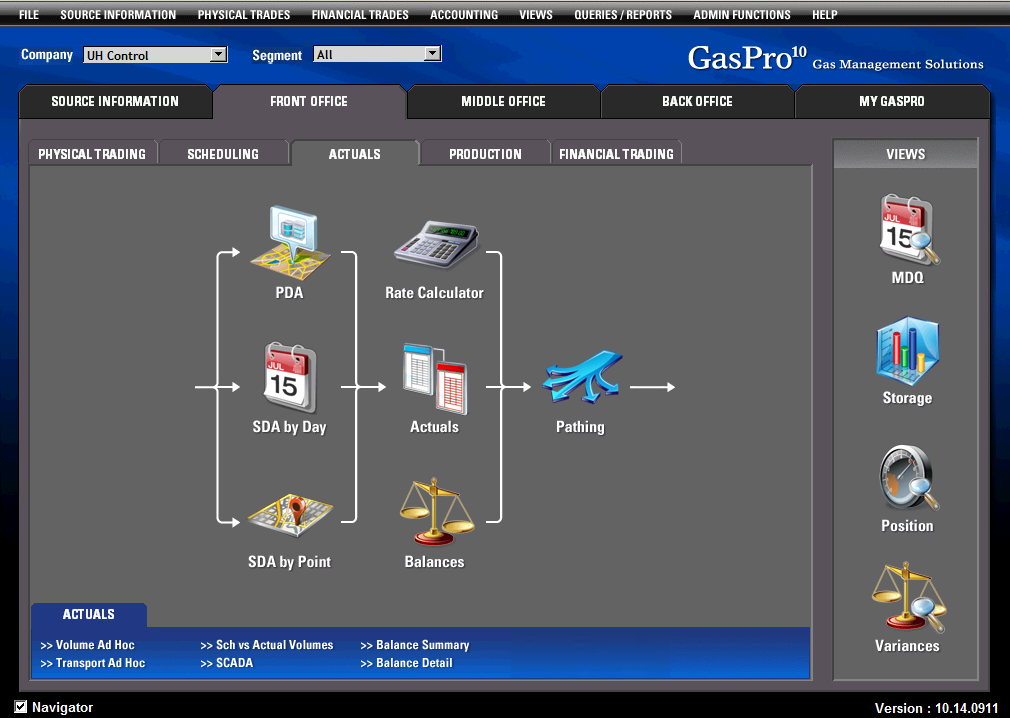 FILE SOURCE INFORMATION PHYSICAL TRADES FINANCIAL TRADES ACCOUNTING VIEWS QUERIES / REPORTS ADMIN FUNCTIONS HELP
Company UH Control Segment All
GasPro10 Gas Management Solutions
SOURCE INFORMATION FRONT OFFICE MIDDLE OFFICE BACK OFFICE MY GASPRO
PHYSICAL TRADING SCHEDULING ACTUALS PRODUCTION FINANCIAL TRADING
VIEWS
JUL
15
MDQ
PDA Rate Calculator
JUL
15
Storage
SDA by Day Actuals Pathing
Position
SDA by Point Balances
Variances
ACTUALS
>> Volume Ad Hoc >> Sch vs Actual Volumes >> Balance Summary
>> Transport Ad Hoc >> SCADA >> Balance Detail
Navigator Version : 10.14.0911